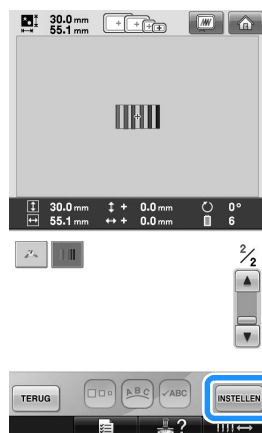 30.0 mm
55.1 mm
30.0 mm + 0.0 mm 0°
55.1 mm + 0.0 mm 6
2/2
TERUG
ABC
ABC
INSTELLEN
?